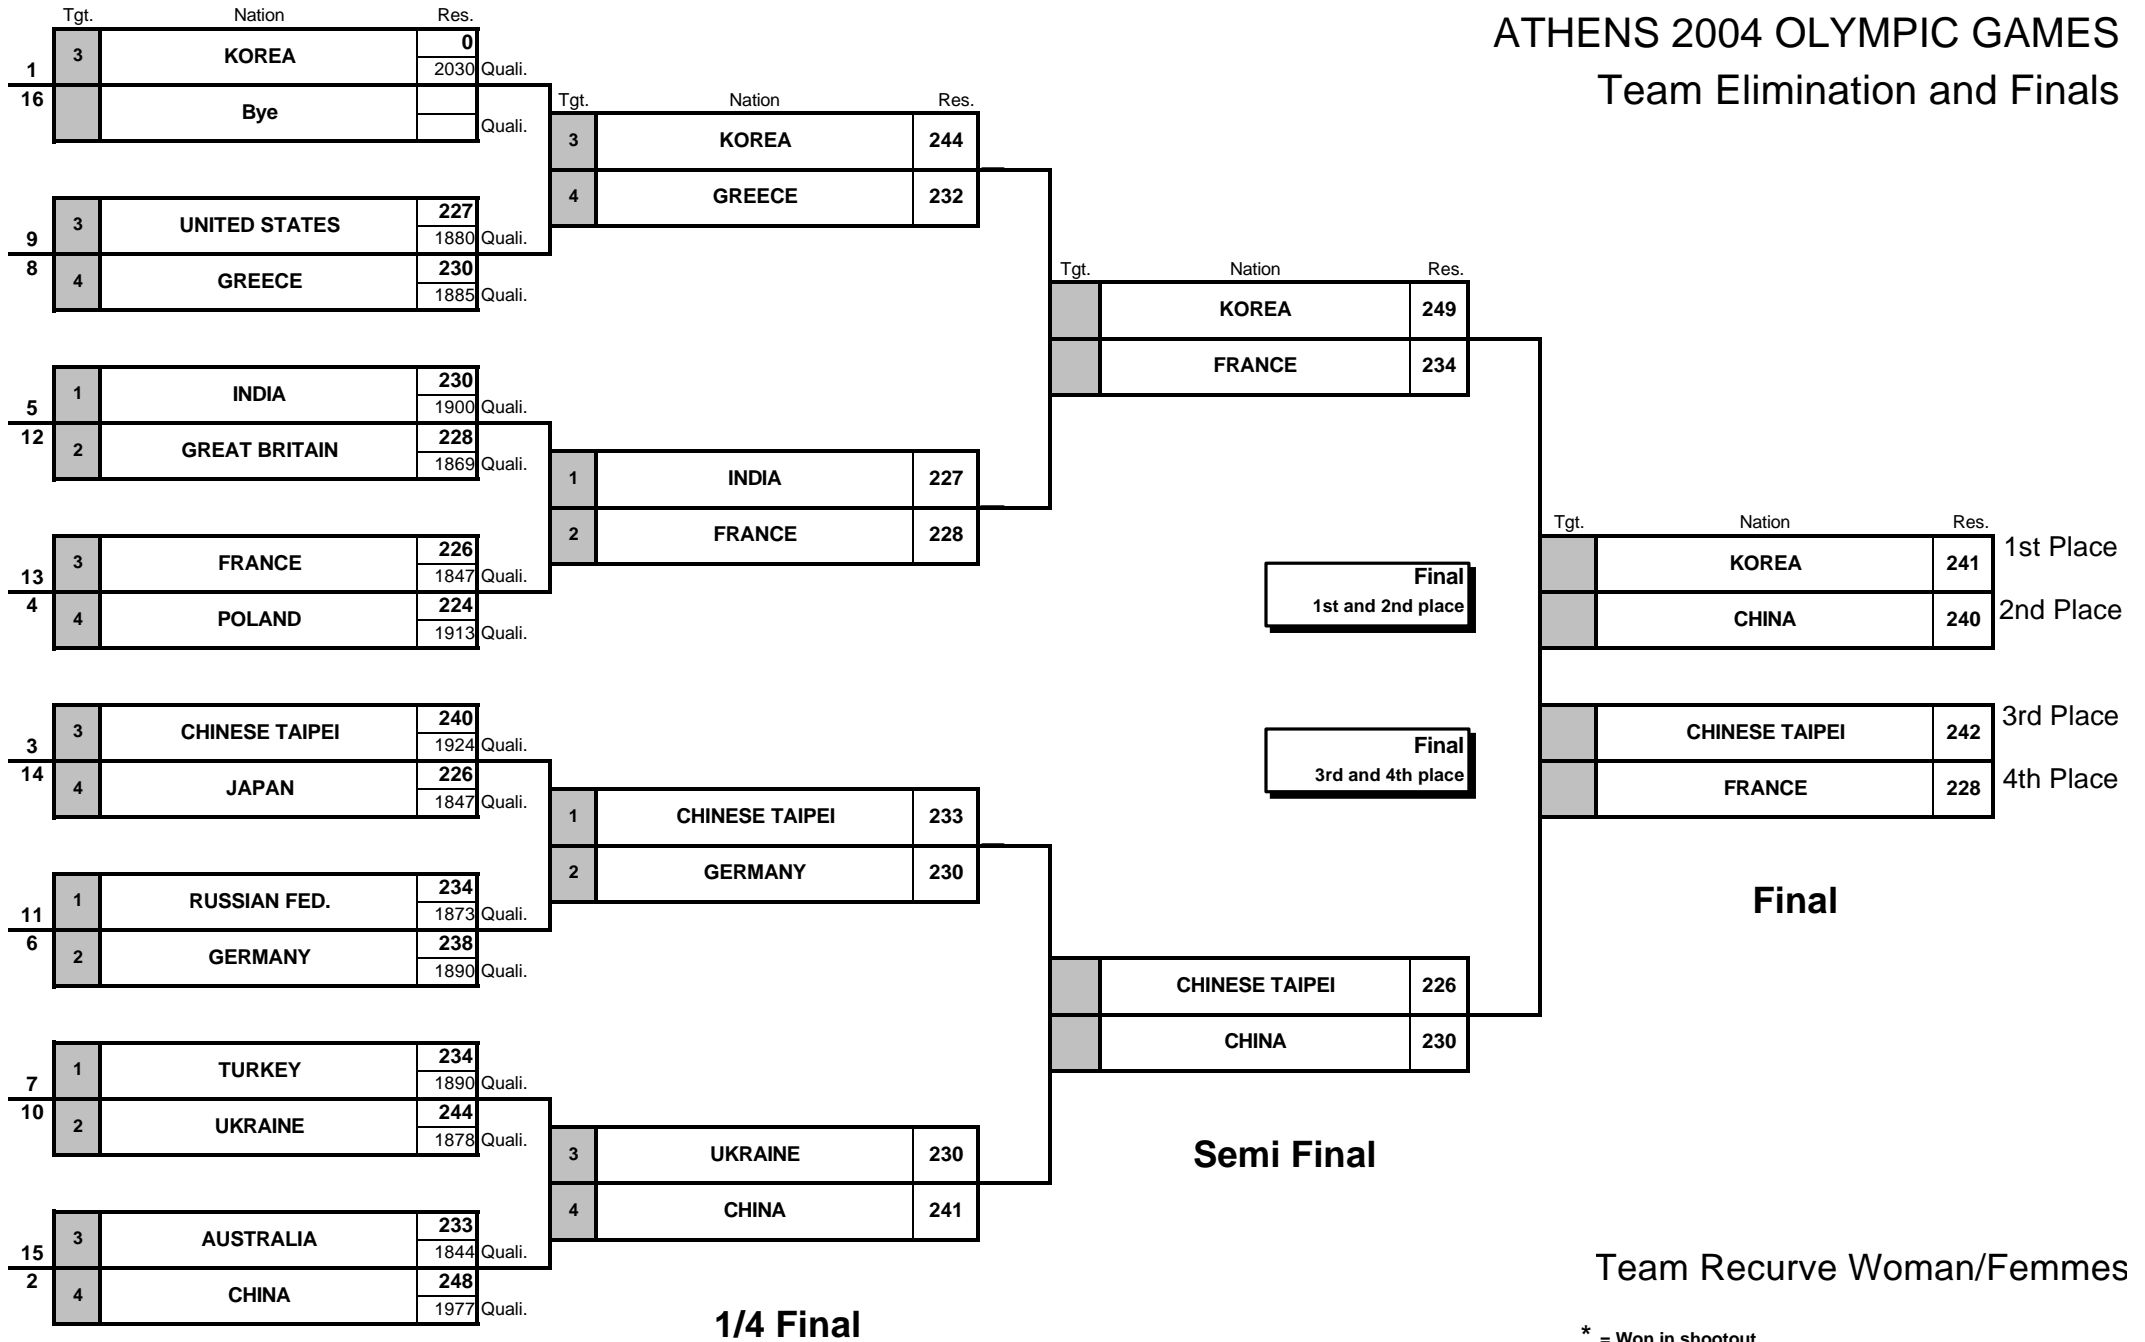 ATHENS 2004 OLYMPIC GAMES
Team Elimination and Finals
Tgt. Nation Res.
1 3 KOREA 0
2030 Quali.
16 Bye
Quali.
9 3 UNITED STATES 227
1880 Quali.
8 4 GREECE 230
1885 Quali.
5 1 INDIA 230
1900 Quali.
12 2 GREAT BRITAIN 228
1869 Quali.
13 3 FRANCE 226
1847 Quali.
4 4 POLAND 224
1913 Quali.
3 3 CHINESE TAIPEI 240
1924 Quali.
14 4 JAPAN 226
1847 Quali.
11 1 RUSSIAN FED. 234
1873 Quali.
6 2 GERMANY 238
1890 Quali.
7 1 TURKEY 234
1890 Quali.
10 2 UKRAINE 244
1878 Quali.
15 3 AUSTRALIA 233
1844 Quali.
2 4 CHINA 248
1977 Quali.
Tgt. Nation Res.
3 KOREA 244
4 GREECE 232
1 INDIA 227
2 FRANCE 228
1 CHINESE TAIPEI 233
2 GERMANY 230
3 UKRAINE 230
4 CHINA 241
1/4 Final
Tgt. Nation Res.
KOREA 249
FRANCE 234
CHINESE TAIPEI 226
CHINA 230
Semi Final
Final
1st and 2nd place
Final
3rd and 4th place
Tgt. Nation Res.
KOREA 241 1st Place
CHINA 240 2nd Place
CHINESE TAIPEI 242 3rd Place
FRANCE 228 4th Place
Final
Team Recurve Woman/Femmes
* = Won in shootout